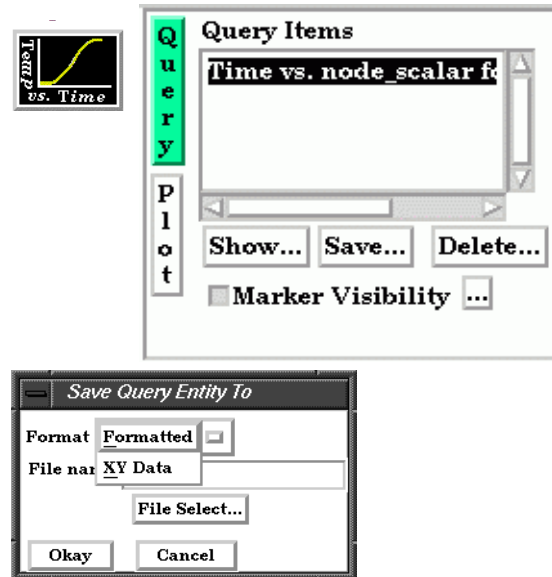 Temp
vs. Time
Query
Plot
Query Items
Time vs. node_scalar fo
Show... Save... Delete...
Marker Visibility ...
Save Query Entity To
Format Formatted
XY Data
File nam
File Select...
Okay Cancel